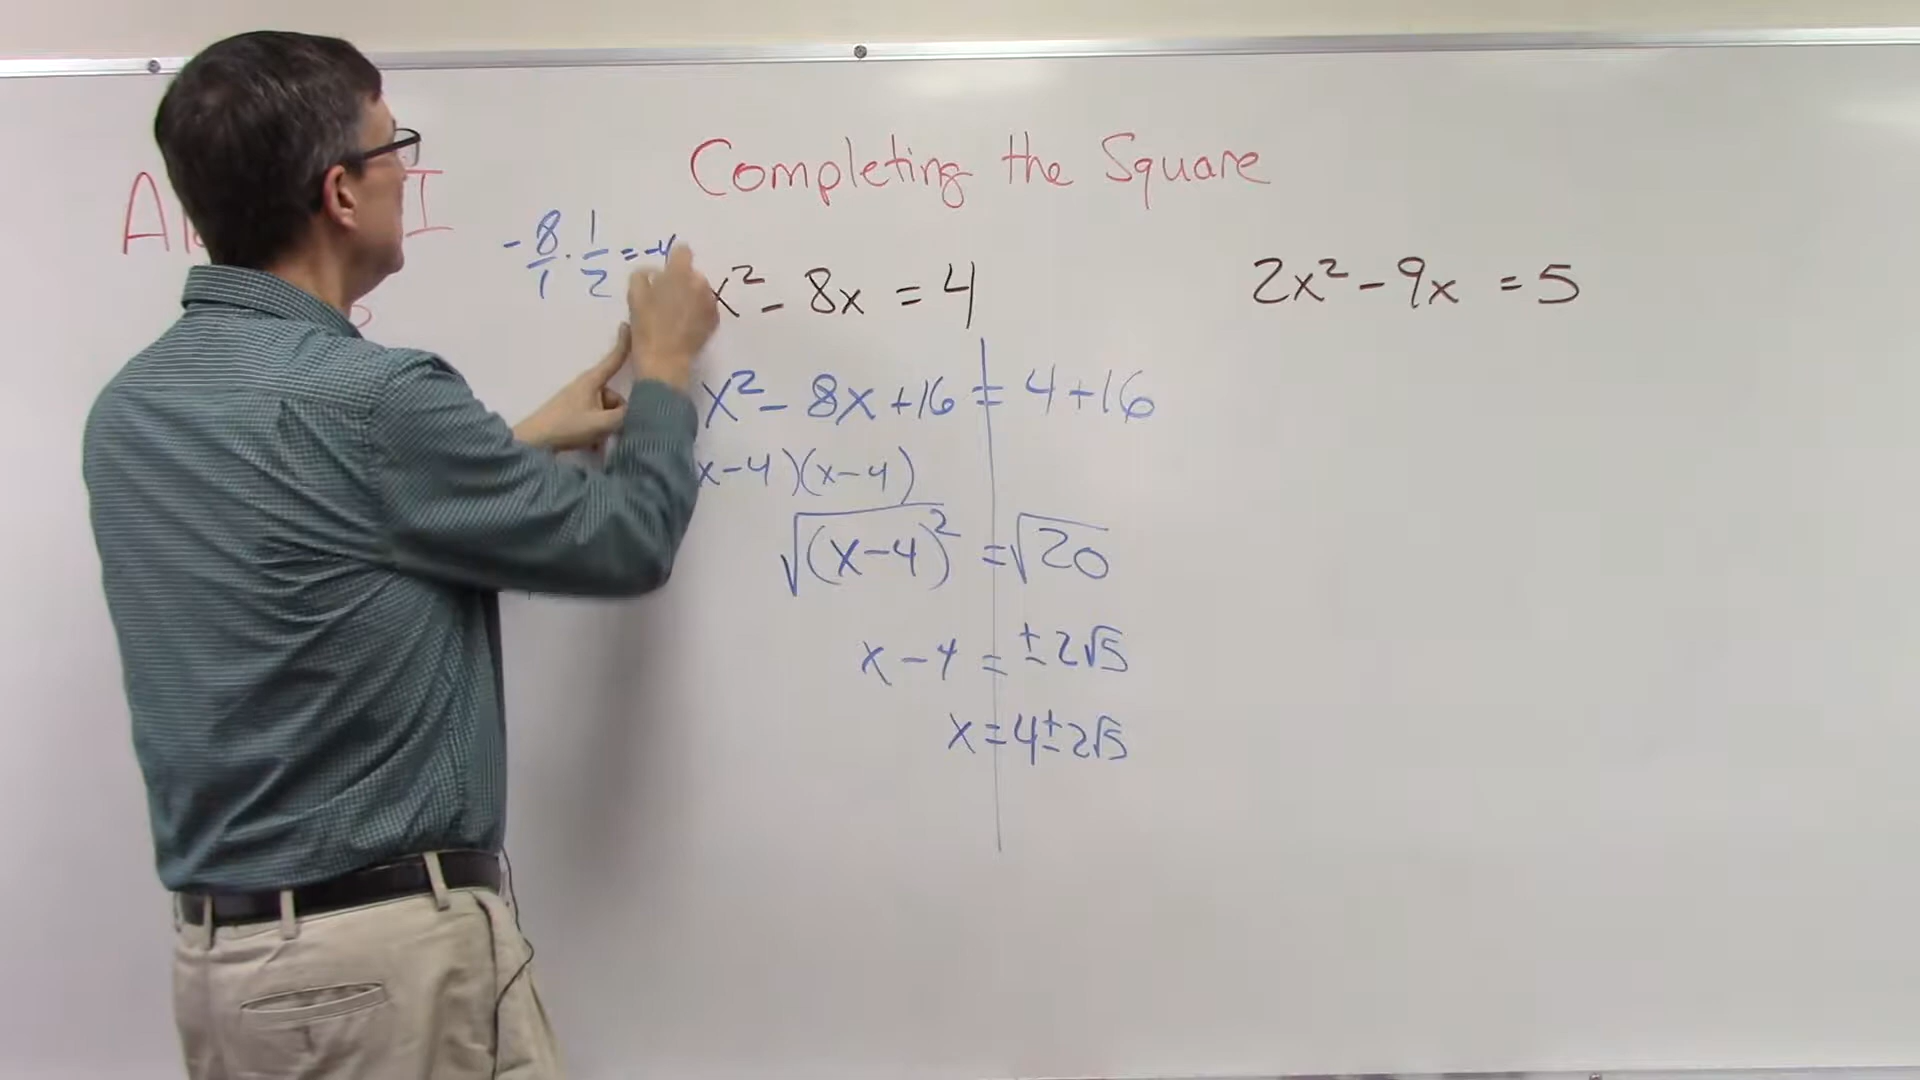 Completing the Square
I
-8/1 · 1/2 = -4
x² - 8x = 4
x² - 8x + 16 = 4 + 16
x - 4)(x - 4)
√(x - 4)² = √20
x - 4 = ± 2√5
x = 4 ± 2√5
2x² - 9x = 5